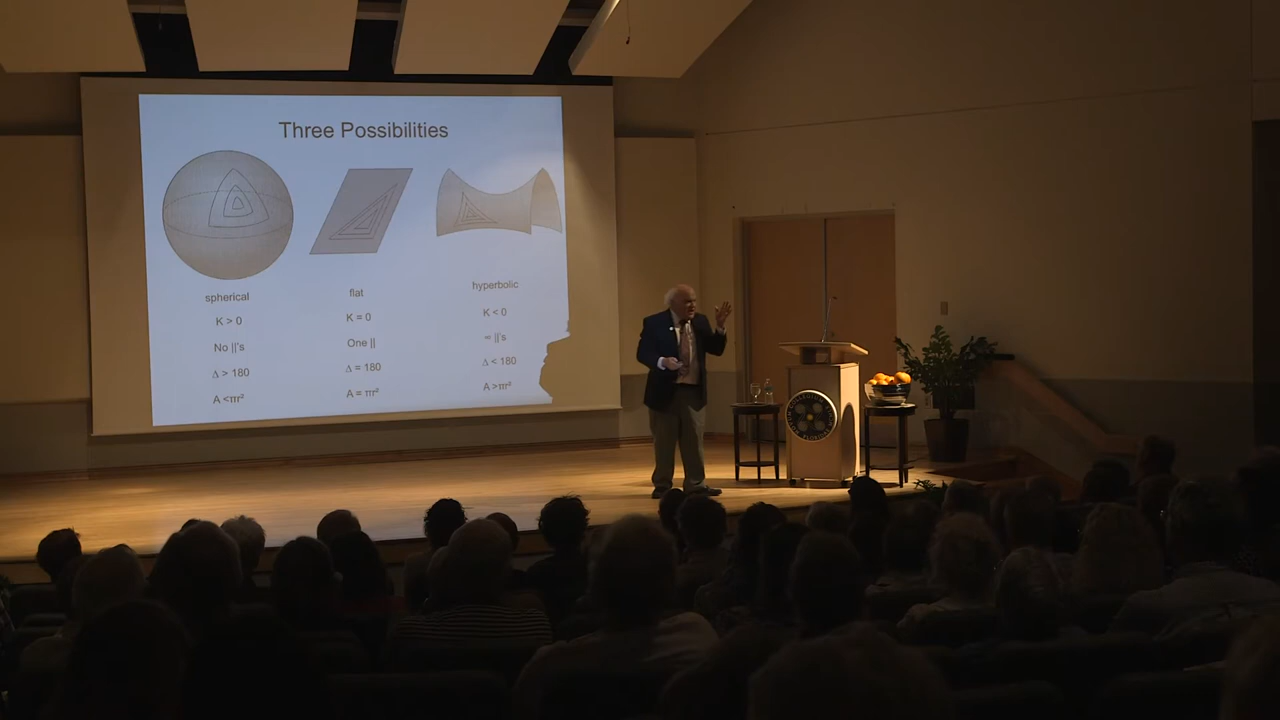 Three Possibilities
spherical flat hyperbolic
K > 0 K = 0 K < 0
No ||'s One || ∞ ||'s
Δ > 180 Δ = 180 Δ < 180
A <πr² A = πr² A >πr²